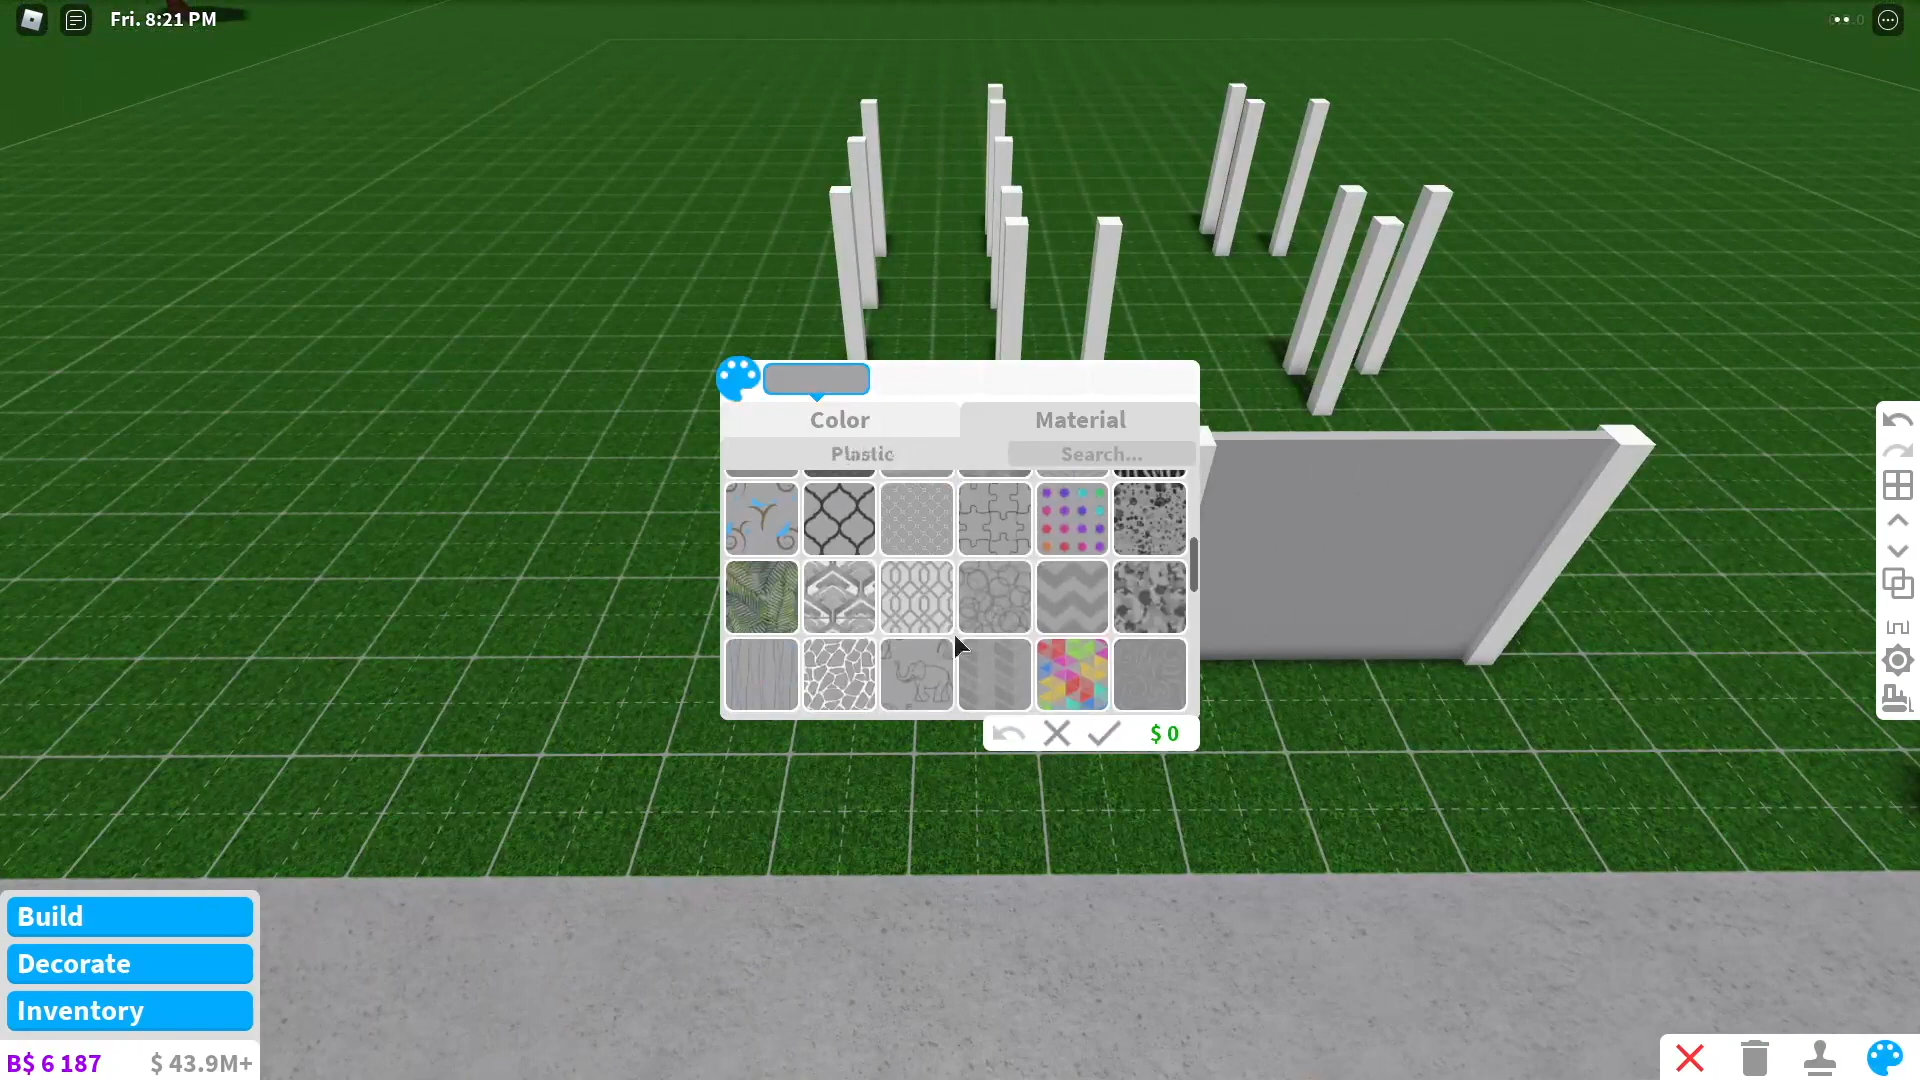 Fri. 8:21 PM
Color
Material
Plastic
Search...
$ 0
Build
Decorate
Inventory
B$ 6 187
$ 43.9M+